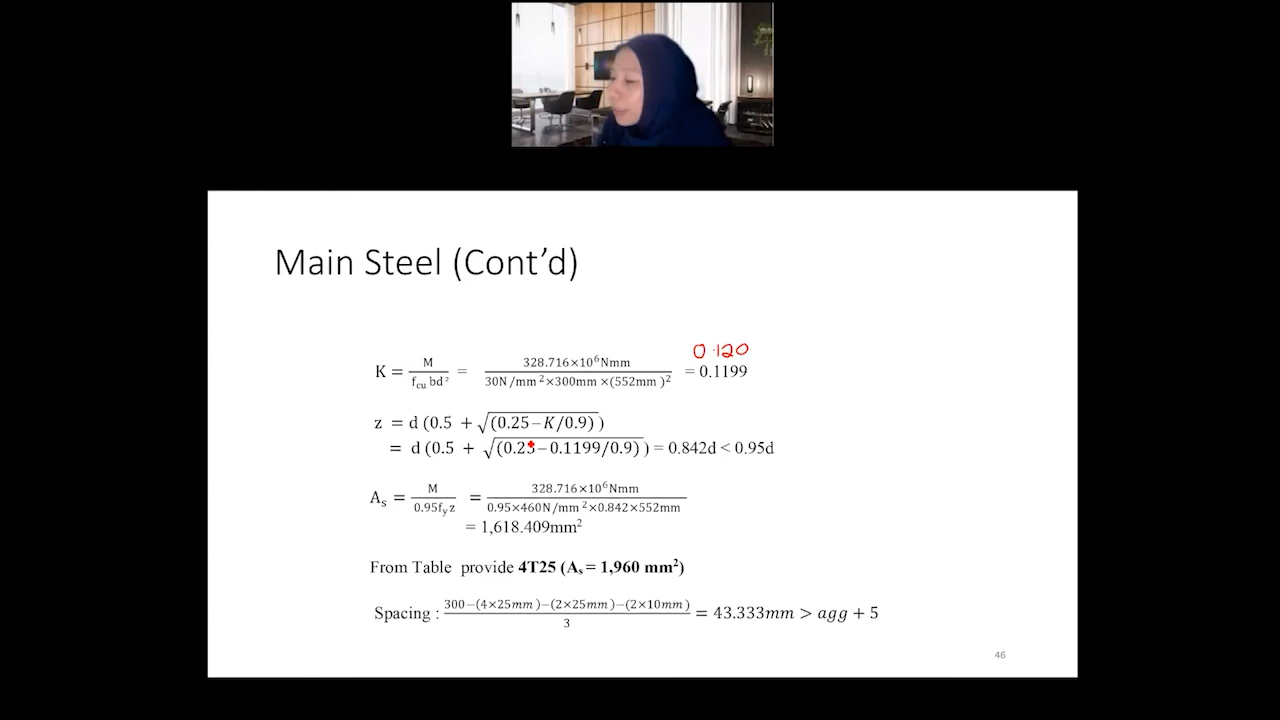 Main Steel (Cont’d)
0.120
K = M / f_cu bd² = 328.716×10⁶Nmm / 30N/mm²×300mm×(552mm)² = 0.1199
z = d (0.5 + √(0.25−K/0.9))
= d (0.5 + √(0.25−0.1199/0.9)) = 0.842d < 0.95d
A_s = M / 0.95f_y z = 328.716×10⁶Nmm / 0.95×460N/mm²×0.842×552mm
= 1,618.409mm²
From Table provide 4T25 (A_s = 1,960 mm²)
Spacing : 300−(4×25mm)−(2×25mm)−(2×10mm) / 3 = 43.333mm > agg + 5
46